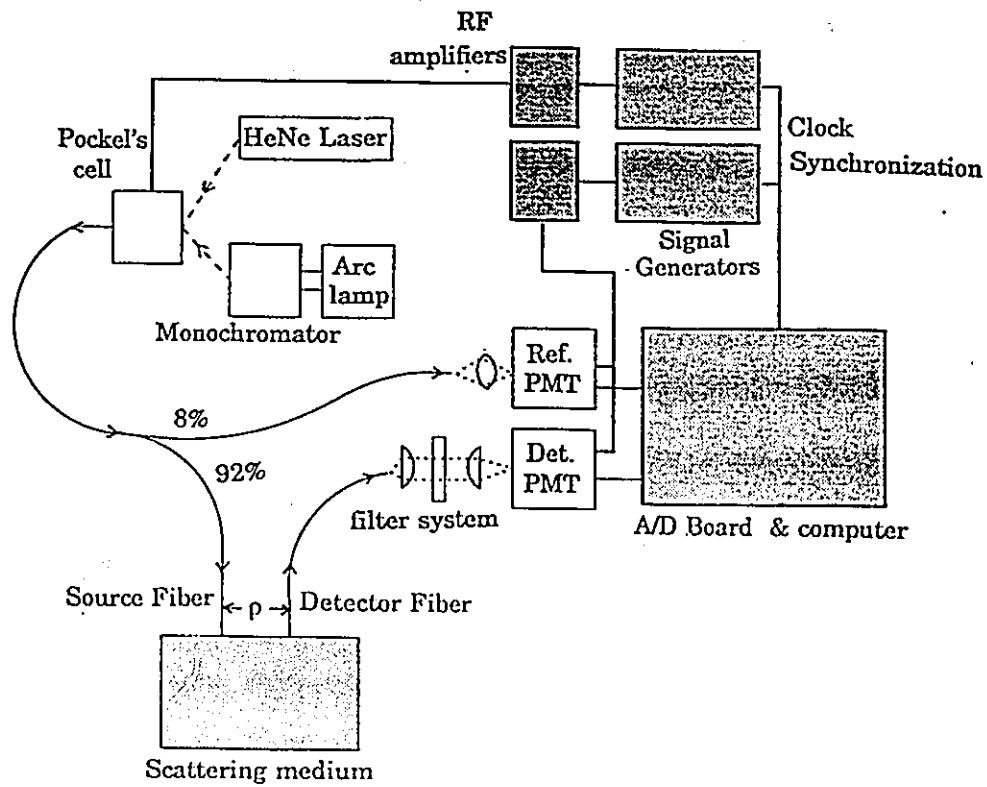 RF
amplifiers
Pockel's
cell
HeNe Laser
Clock
Synchronization
Signal
Generators
Arc
lamp
Monochromator
Ref.
PMT
8%
92%
Det.
PMT
filter system
A/D Board & computer
Source Fiber
ρ
Detector Fiber
Scattering medium